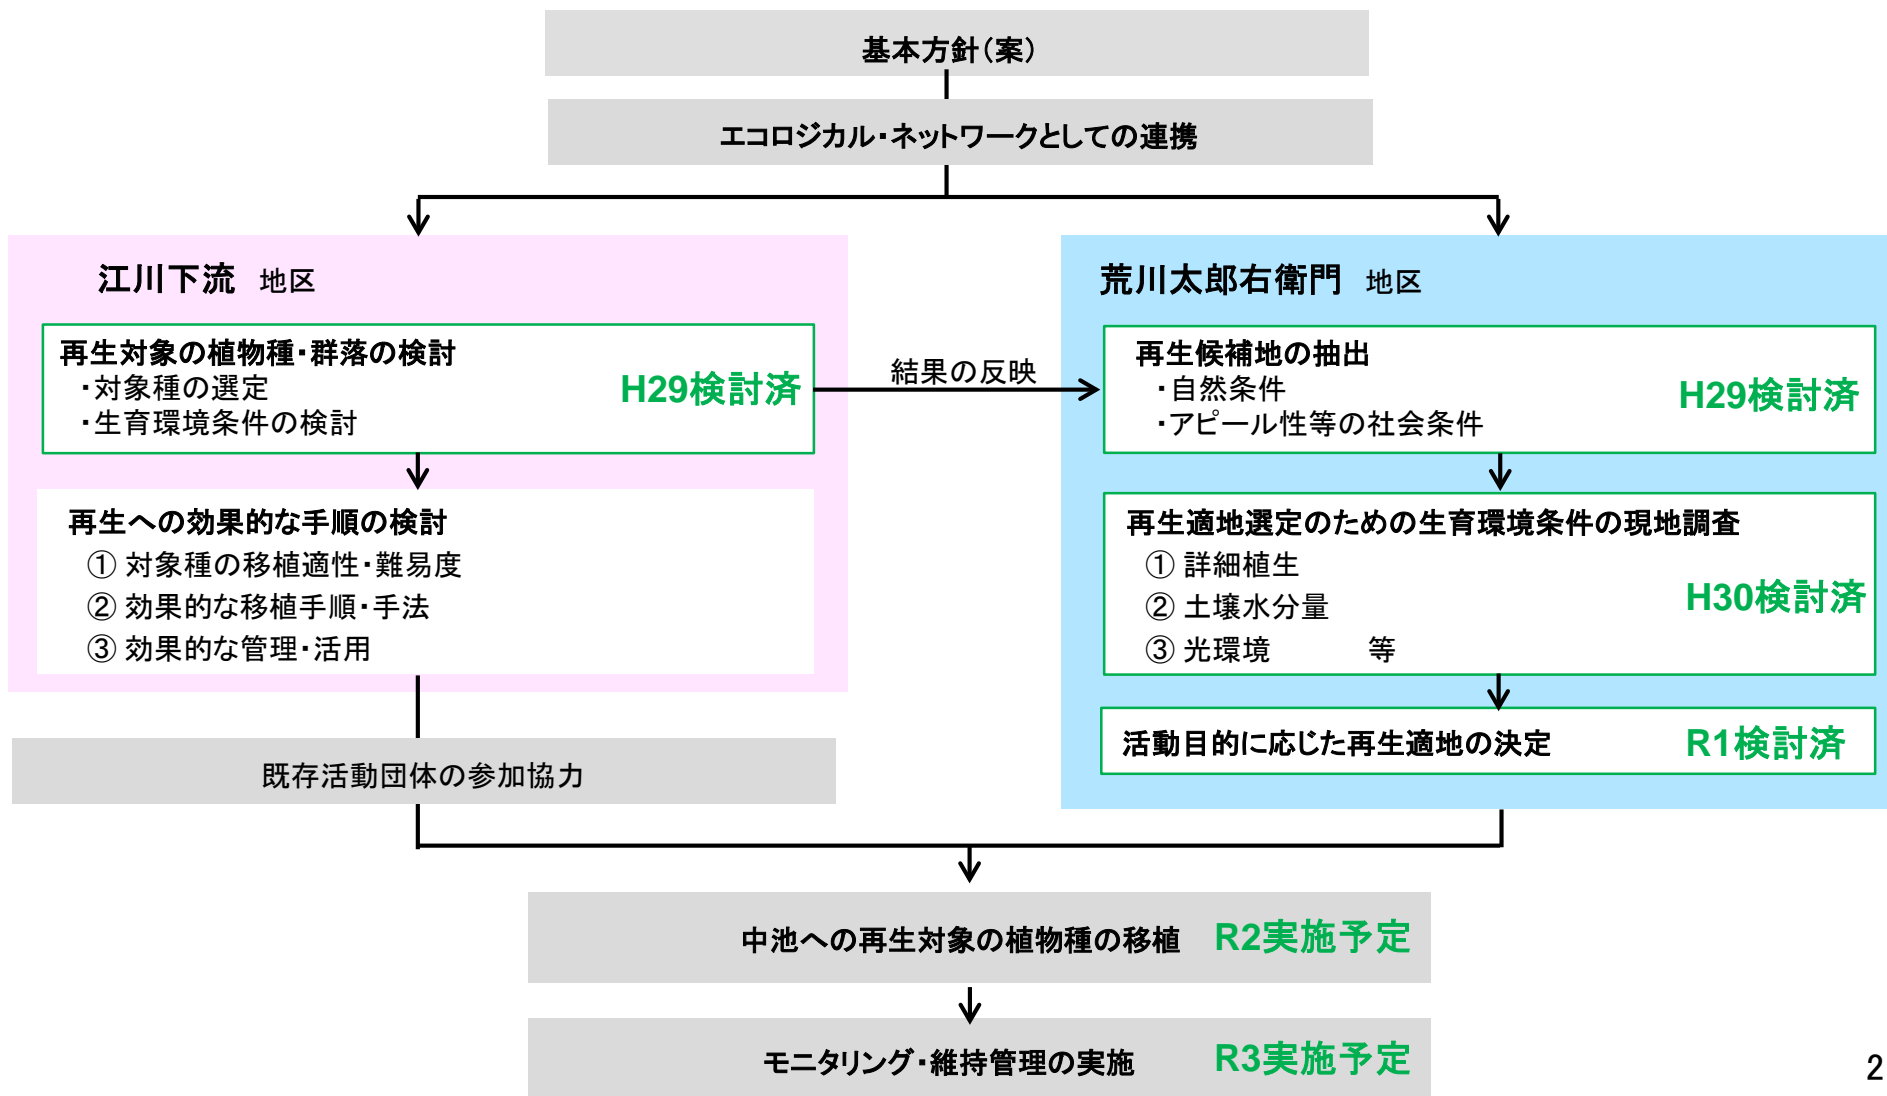 基本方針（案）
エコロジカル・ネットワークとしての連携
江川下流 地区
再生対象の植物種・群落の検討
・対象種の選定
・生育環境条件の検討
H29検討済
再生への効果的な手順の検討
① 対象種の移植適性・難易度
② 効果的な移植手順・手法
③ 効果的な管理・活用
既存活動団体の参加協力
結果の反映
荒川太郎右衛門 地区
再生候補地の抽出
・自然条件
・アピール性等の社会条件
H29検討済
再生適地選定のための生育環境条件の現地調査
① 詳細植生
② 土壌水分量
③ 光環境 等
H30検討済
活動目的に応じた再生適地の決定 R1検討済
中池への再生対象の植物種の移植 R2実施予定
モニタリング・維持管理の実施 R3実施予定
2